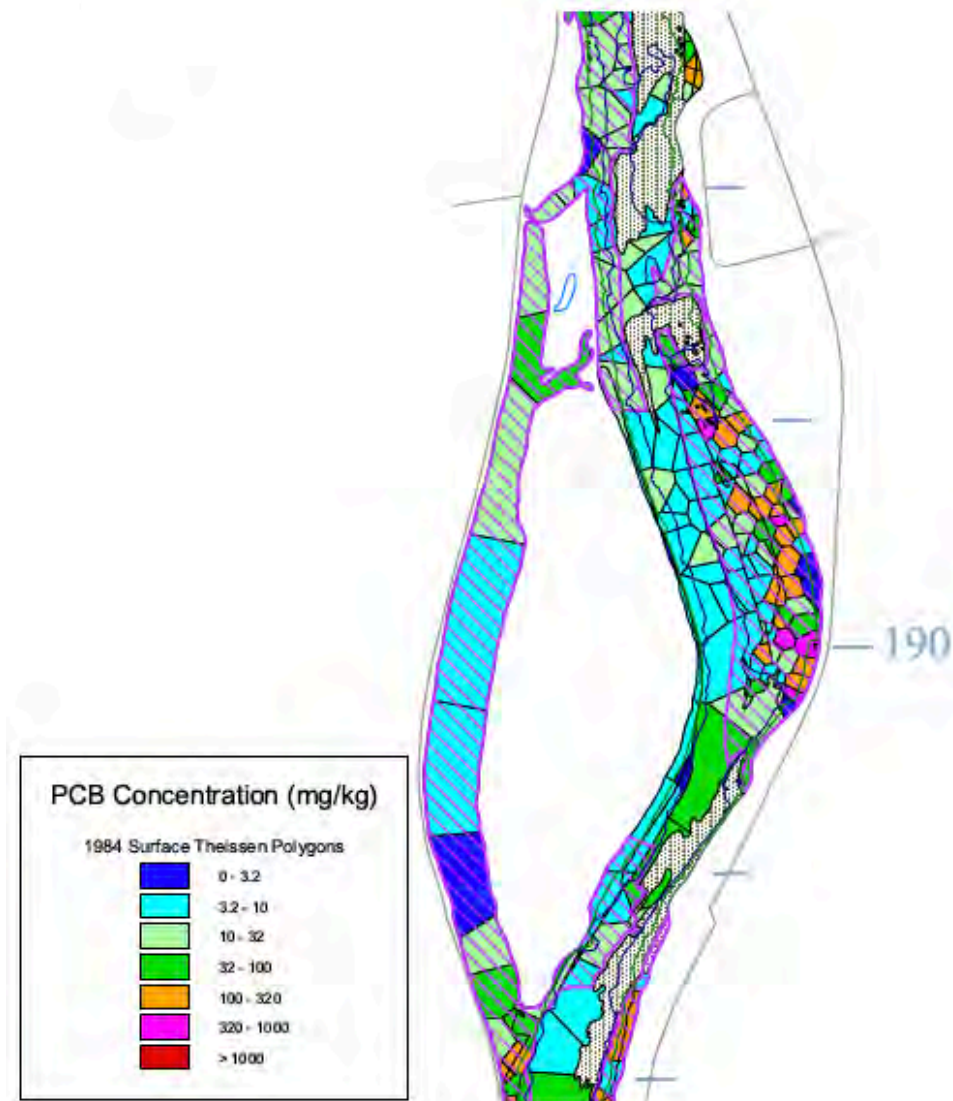 190
PCB Concentration (mg/kg)
1984 Surface Theissen Polygons
0 - 3.2
3.2 - 10
10 - 32
32 - 100
100 - 320
320 - 1000
> 1000